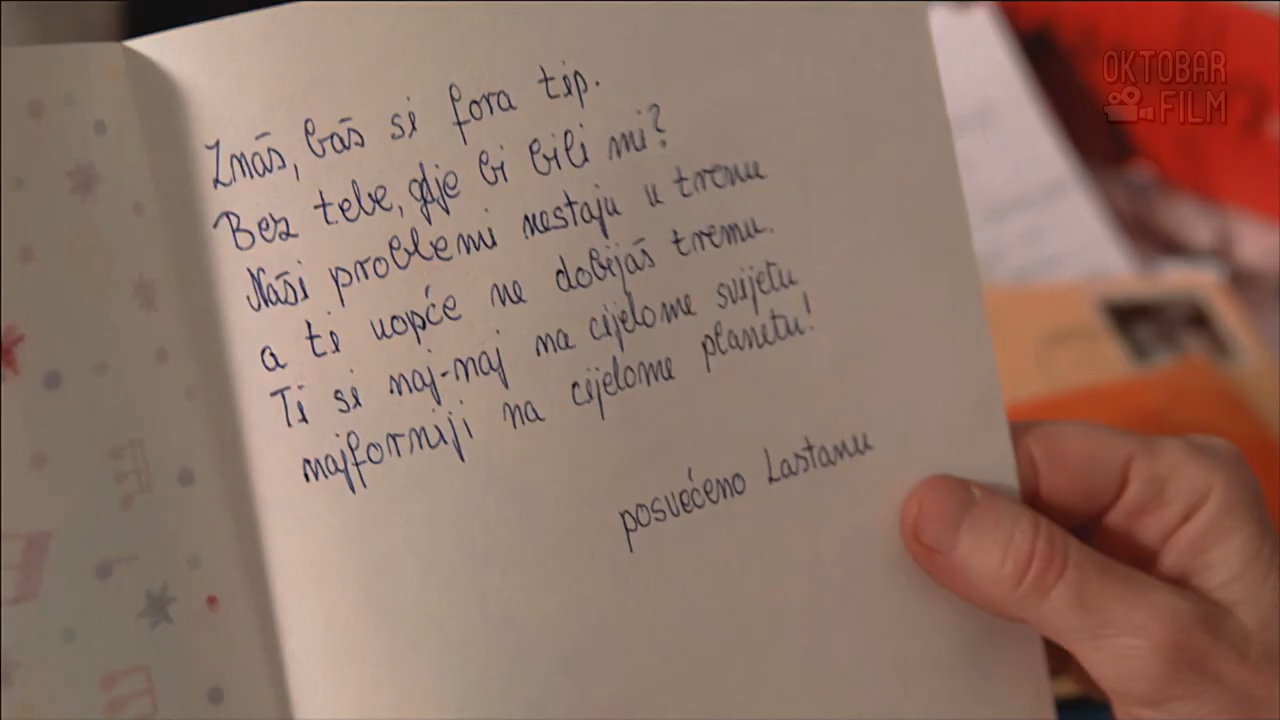 OKTOBAR
FILM
Znaš, baš si fora tip.
Bez tebe, gdje bi bili mi?
Naši problemi nestaju u trenu
a ti uopće ne dobijaš tremu.
Ti si naj-naj na cijelome svijetu
najforniji na cijelome planetu!
posvećeno Lastanu